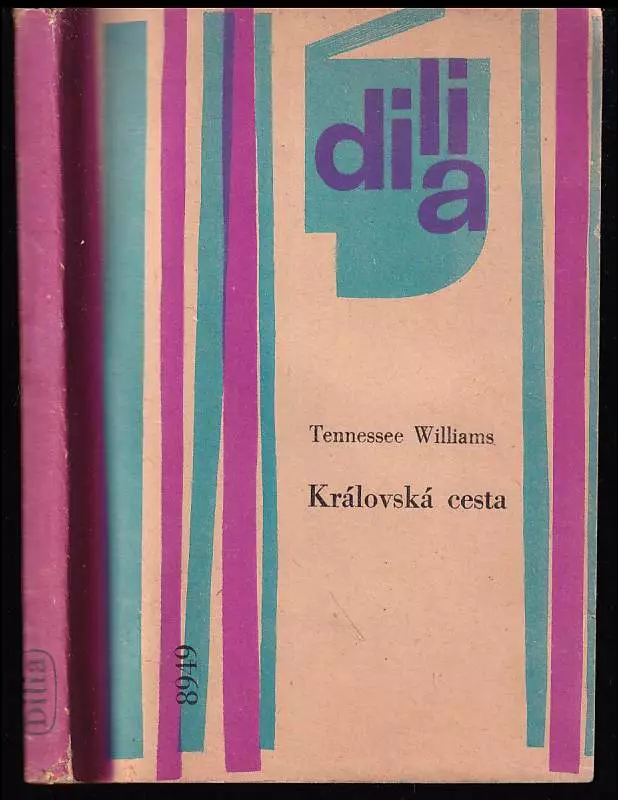 dili
a
Tennessee Williams
Královská cesta
8949
Dilia